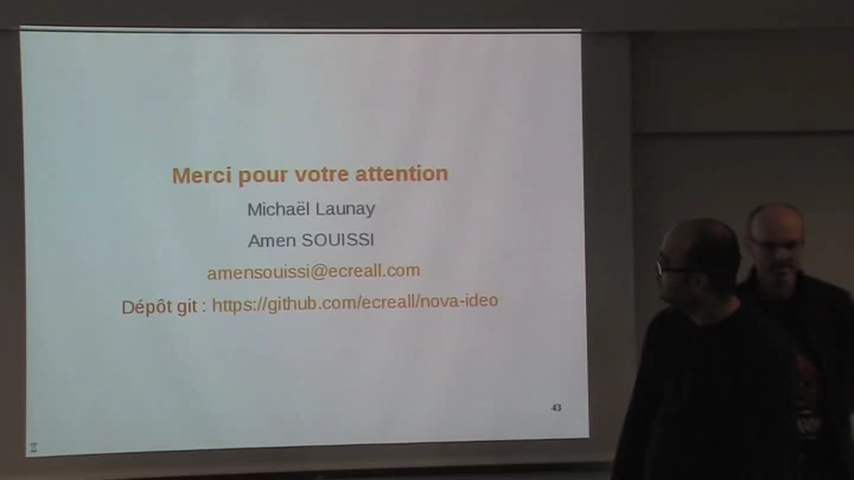 Merci pour votre attention
Michaël Launay
Amen SOUISSI
amensouissi@ecreall.com
Dépôt git : https://github.com/ecreall/nova-ideo
43